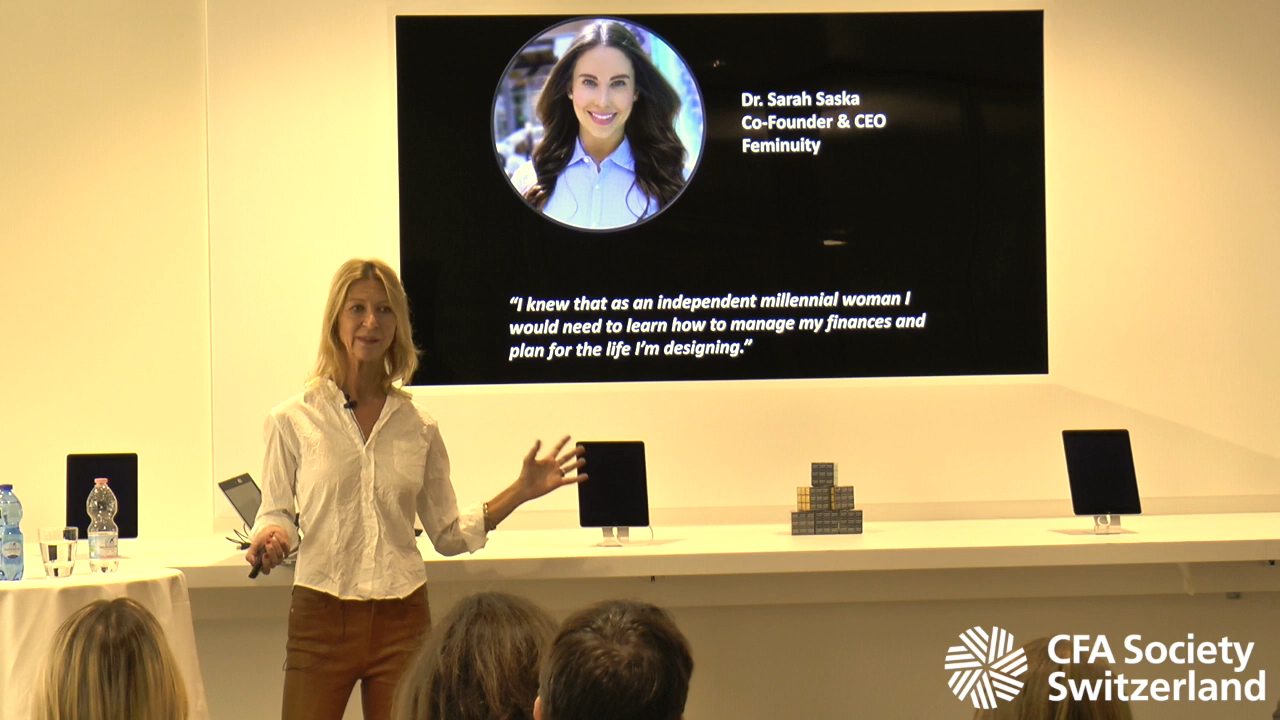 Dr. Sarah Saska
Co-Founder & CEO
Feminuity
“I knew that as an independent millennial woman I
would need to learn how to manage my finances and
plan for the life I’m designing.”
CFA Society
Switzerland